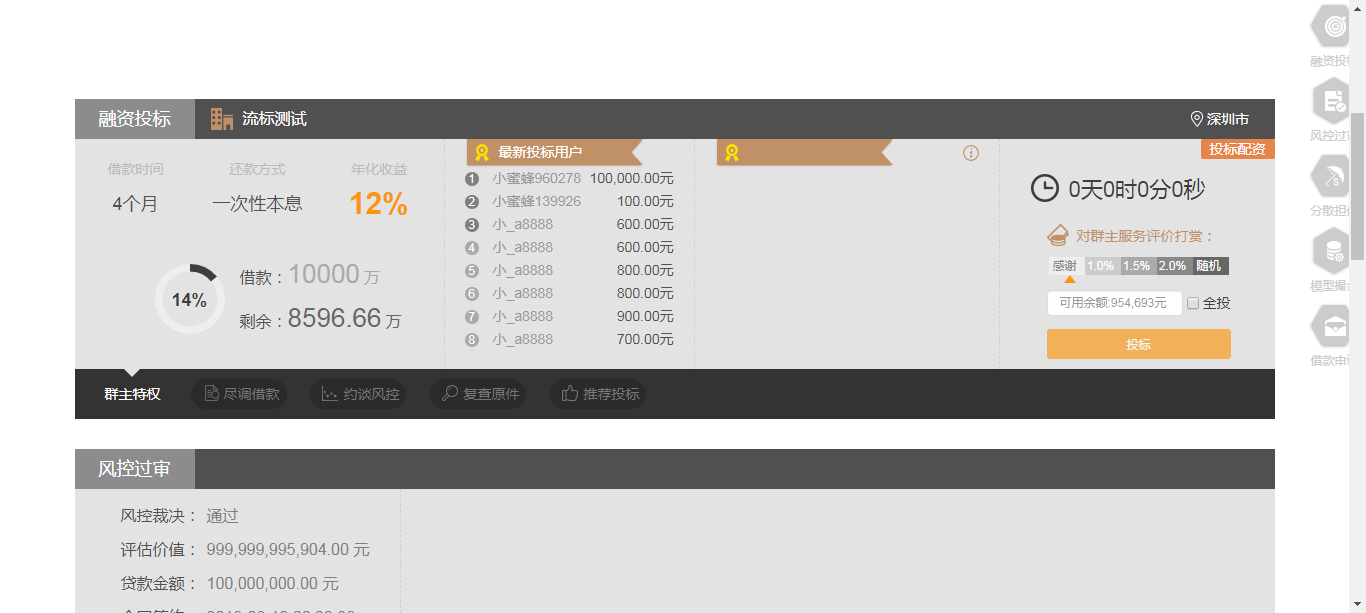 融资投标
流标测试
深圳市
借款时间
还款方式
年化收益
4个月
一次性本息
12%
14%
借款：10000 万
剩余：8596.66 万
最新投标用户
1 小蜜蜂960278 100,000.00元
2 小蜜蜂139926 100.00元
3 小_a8888 600.00元
4 小_a8888 600.00元
5 小_a8888 800.00元
6 小_a8888 800.00元
7 小_a8888 900.00元
8 小_a8888 700.00元
投标配资
0天0时0分0秒
对群主服务评价打赏：
感谢 1.0% 1.5% 2.0% 随机
可用余额:954,693元 全投
投标
群主特权
尽调借款
约谈风控
复查原件
推荐投标
风控过审
风控裁决： 通过
评估价值： 999,999,995,904.00 元
贷款金额： 100,000,000.00 元
融资投
风控过
分散担
模型撮
借款申